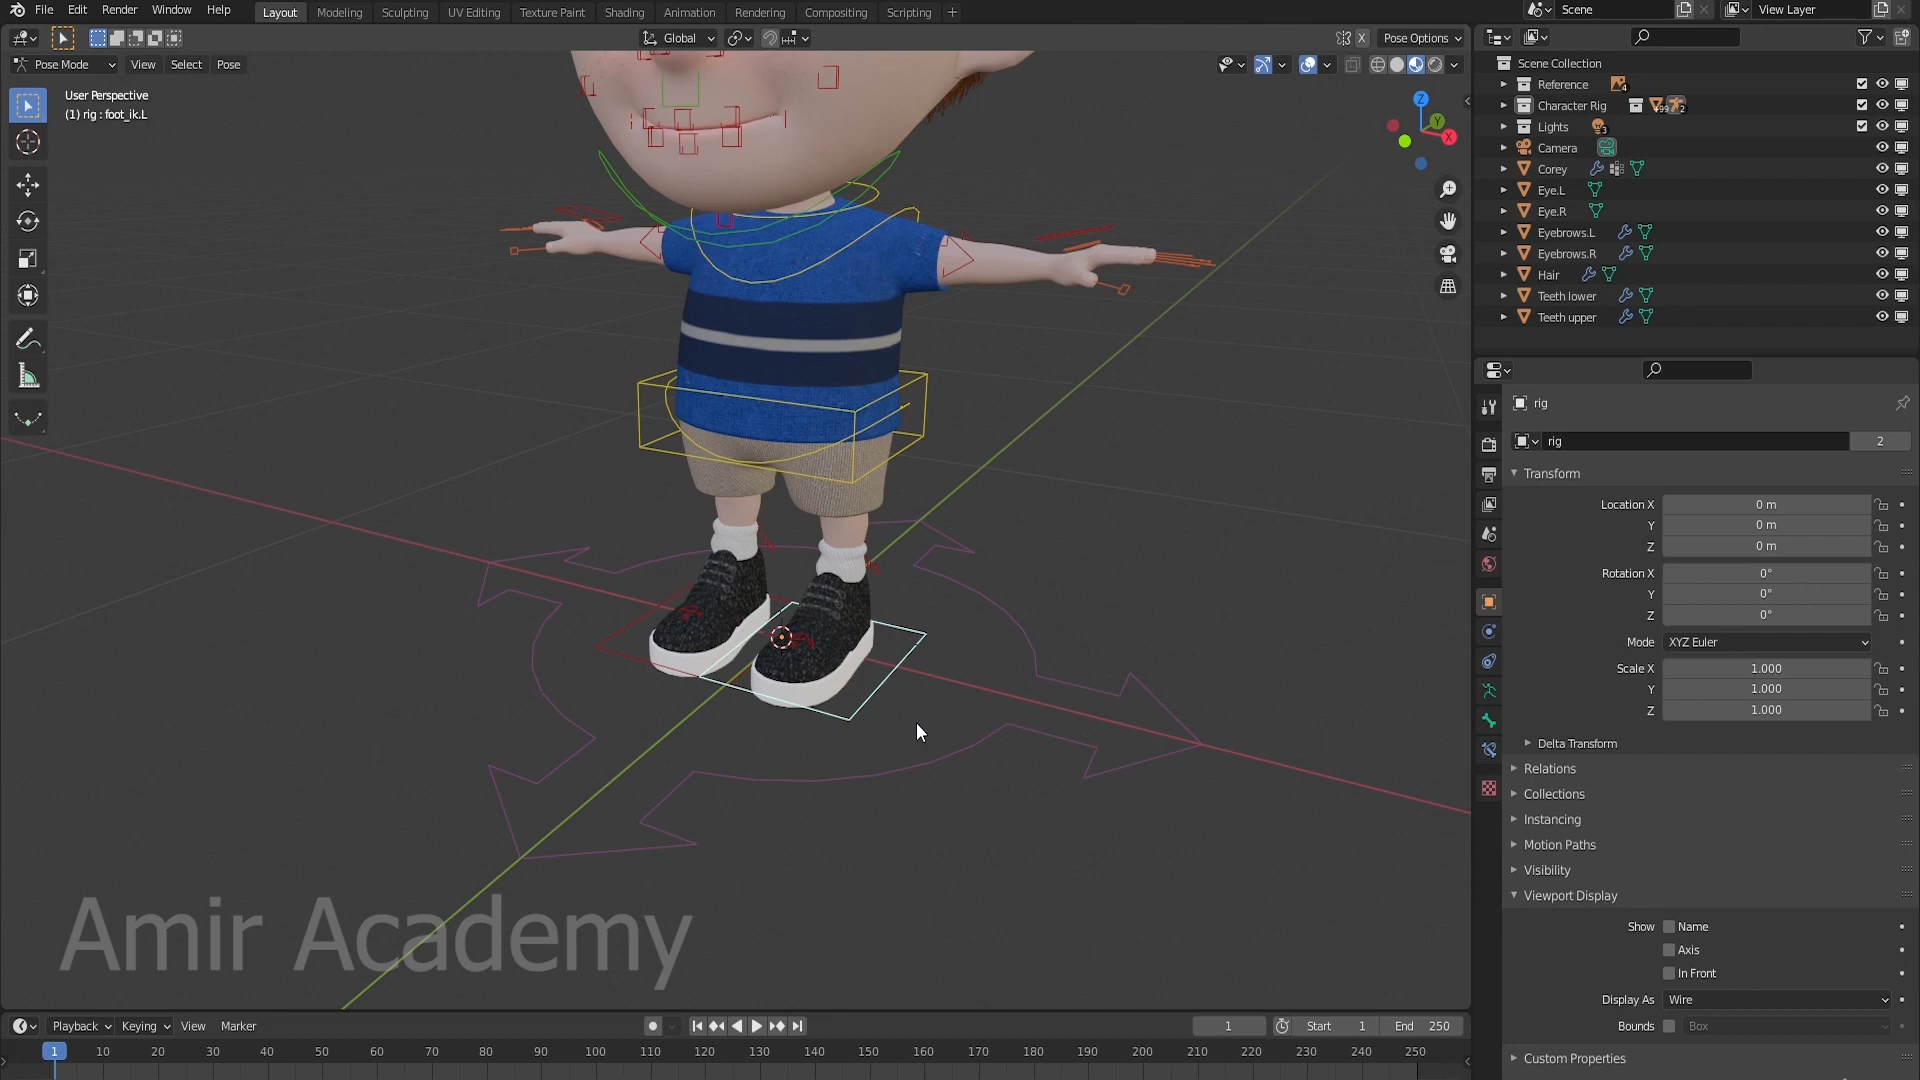 File Edit Render Window Help Layout Modeling Sculpting UV Editing Texture Paint Shading Animation Rendering Compositing Scripting + Scene View Layer
Global X Pose Options
Pose Mode View Select Pose
User Perspective
(1) rig : foot_ik.L
Z
Y
X
Scene Collection
Reference 4
Character Rig +99 2
Lights 3
Camera
Corey
Eye.L
Eye.R
Eyebrows.L
Eyebrows.R
Hair
Teeth lower
Teeth upper
rig
rig 2
Transform
Location X 0 m
Y 0 m
Z 0 m
Rotation X 0°
Y 0°
Z 0°
Mode XYZ Euler
Scale X 1.000
Y 1.000
Z 1.000
Delta Transform
Relations
Collections
Instancing
Motion Paths
Visibility
Viewport Display
Show Name
Axis
In Front
Display As Wire
Bounds Box
Custom Properties
Amir Academy
Playback Keying View Marker 1 Start 1 End 250
1 10 20 30 40 50 60 70 80 90 100 110 120 130 140 150 160 170 180 190 200 210 220 230 240 250